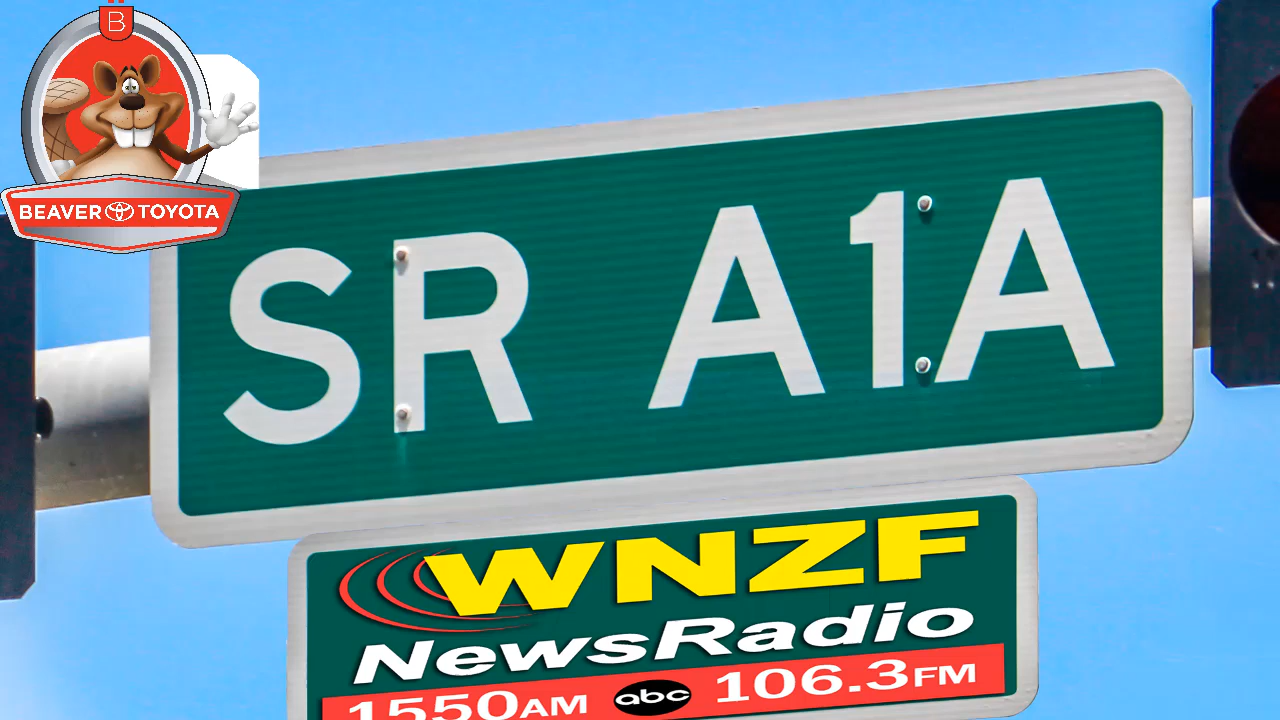 B
BEAVER TOYOTA
SR A1A
WNZF
NewsRadio
1550AM abc 106.3FM